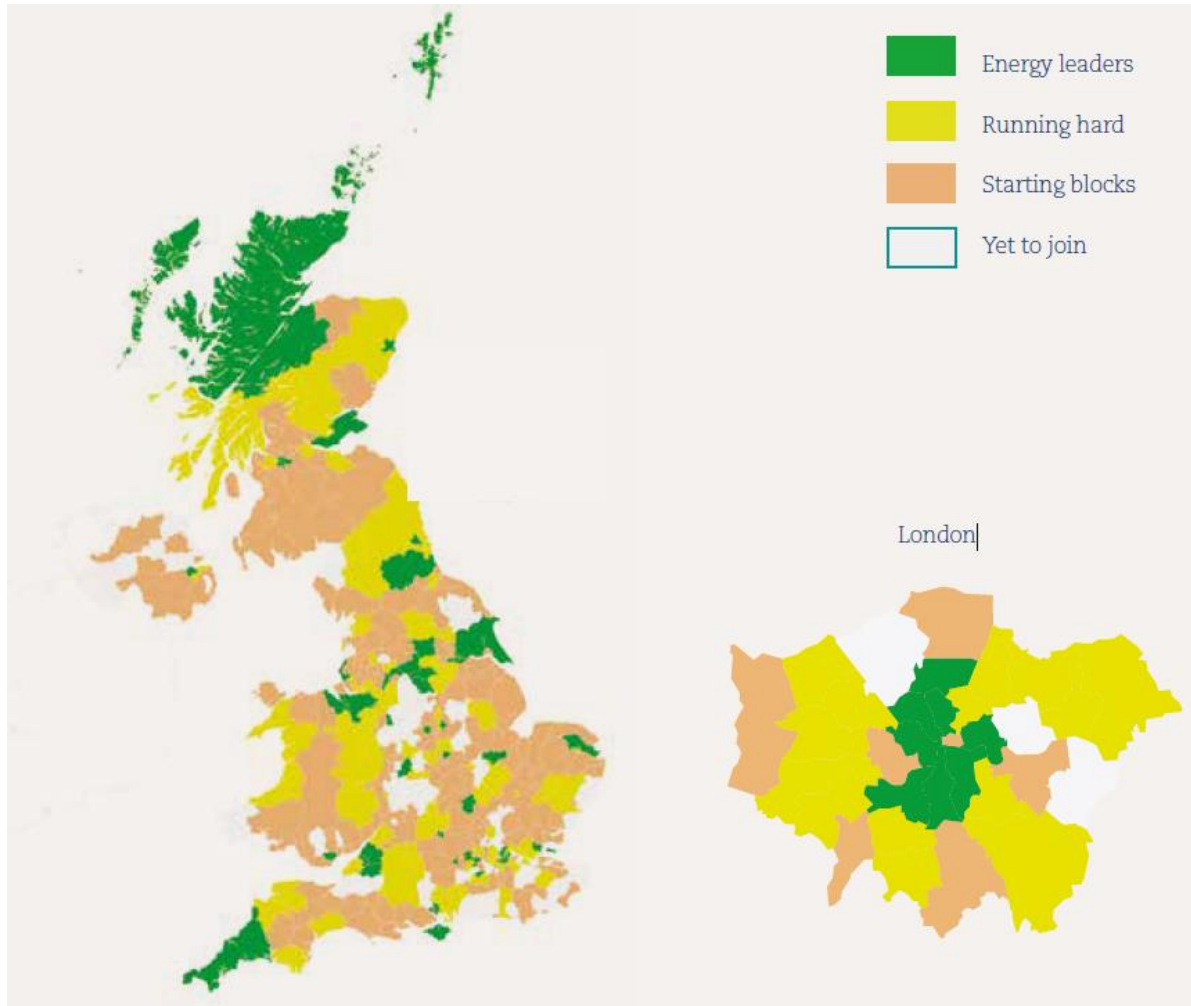 Energy leaders
Running hard
Starting blocks
Yet to join
London